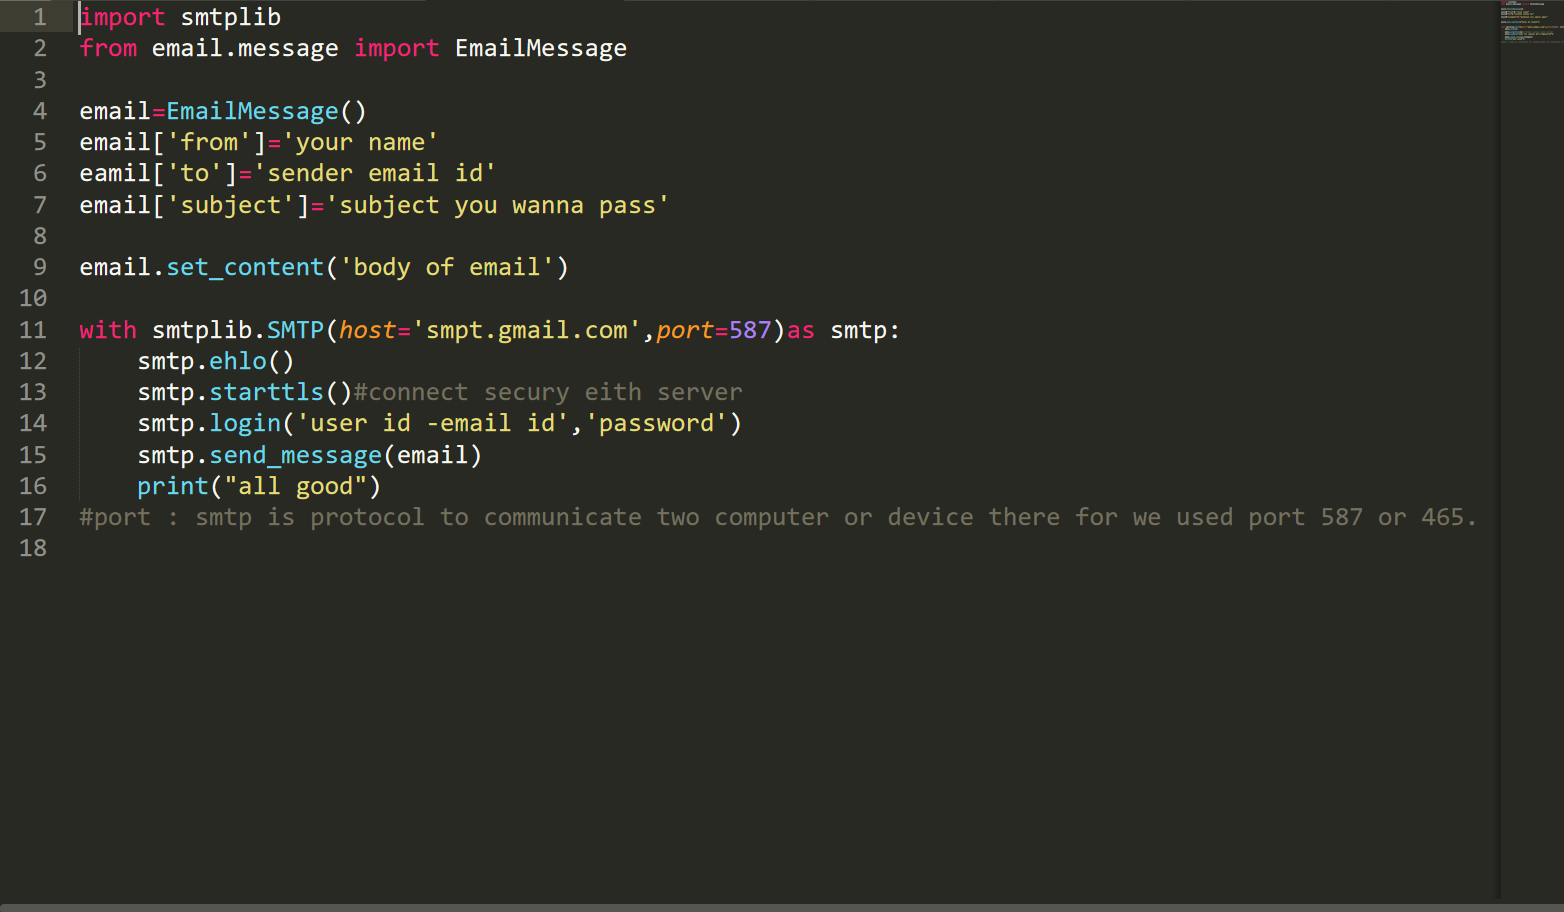 1 import smtplib
2 from email.message import EmailMessage
3
4 email=EmailMessage()
5 email['from']='your name'
6 eamil['to']='sender email id'
7 email['subject']='subject you wanna pass'
8
9 email.set_content('body of email')
10
11 with smtplib.SMTP(host='smpt.gmail.com',port=587)as smtp:
12     smtp.ehlo()
13     smtp.starttls()#connect secury eith server
14     smtp.login('user id -email id','password')
15     smtp.send_message(email)
16     print("all good")
17 #port : smtp is protocol to communicate two computer or device there for we used port 587 or 465.
18